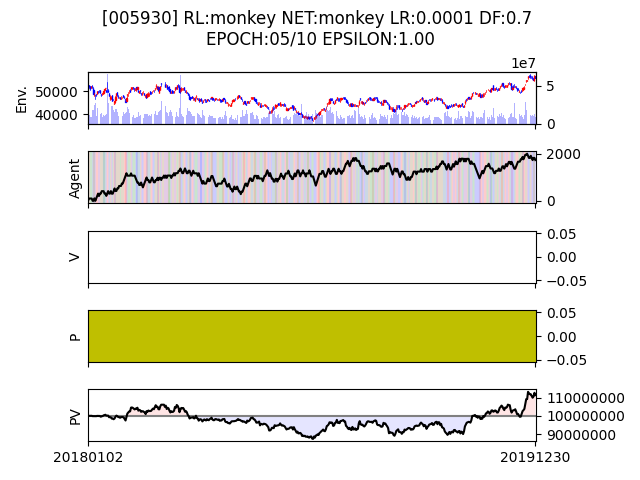 [005930] RL:monkey NET:monkey LR:0.0001 DF:0.7
EPOCH:05/10 EPSILON:1.00
1e7
Env.
50000
40000
5
0
Agent
2000
0
V
0.05
0.00
−0.05
P
0.05
0.00
−0.05
PV
110000000
100000000
90000000
20180102
20191230